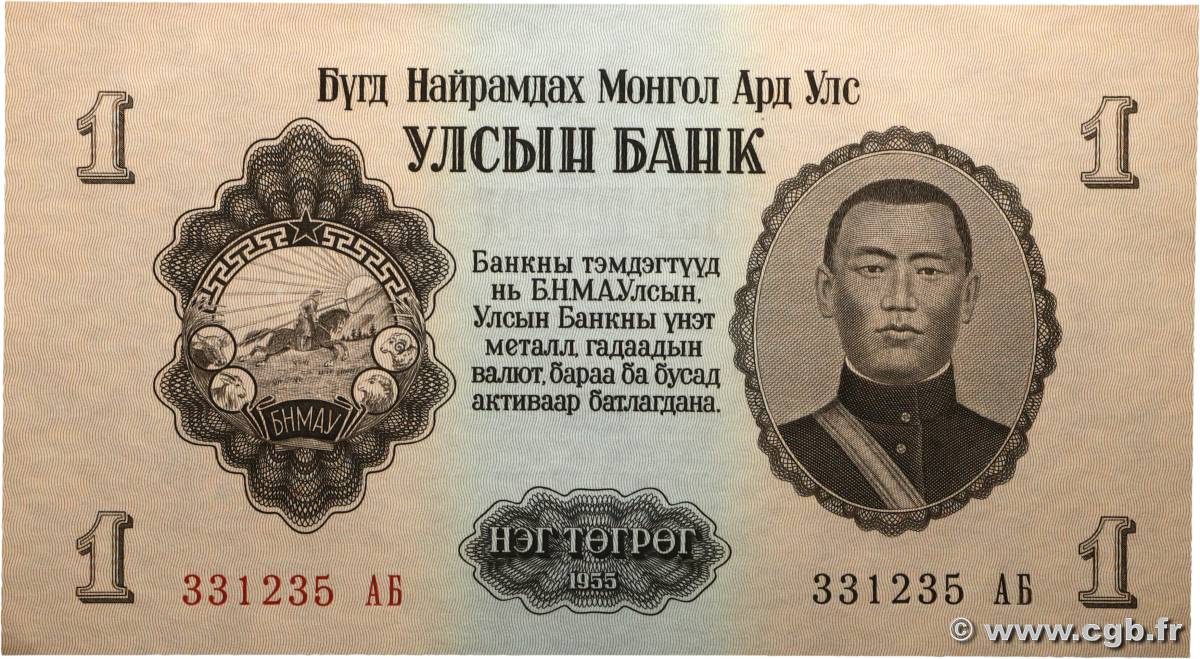 Бүгд Найрамдах Монгол Ард Улс
УЛСЫН БАНК
1
1
Банкны тэмдэгтүүд
нь Б.Н.М.А.Улсын,
Улсын Банкны үнэт
металл, гадаадын
валют, бараа ба бусад
активаар батлагдана.
БНМАУ
НЭГ ТӨГРӨГ
1955
1
331235 АБ
331235 АБ
1
© www.cgb.fr